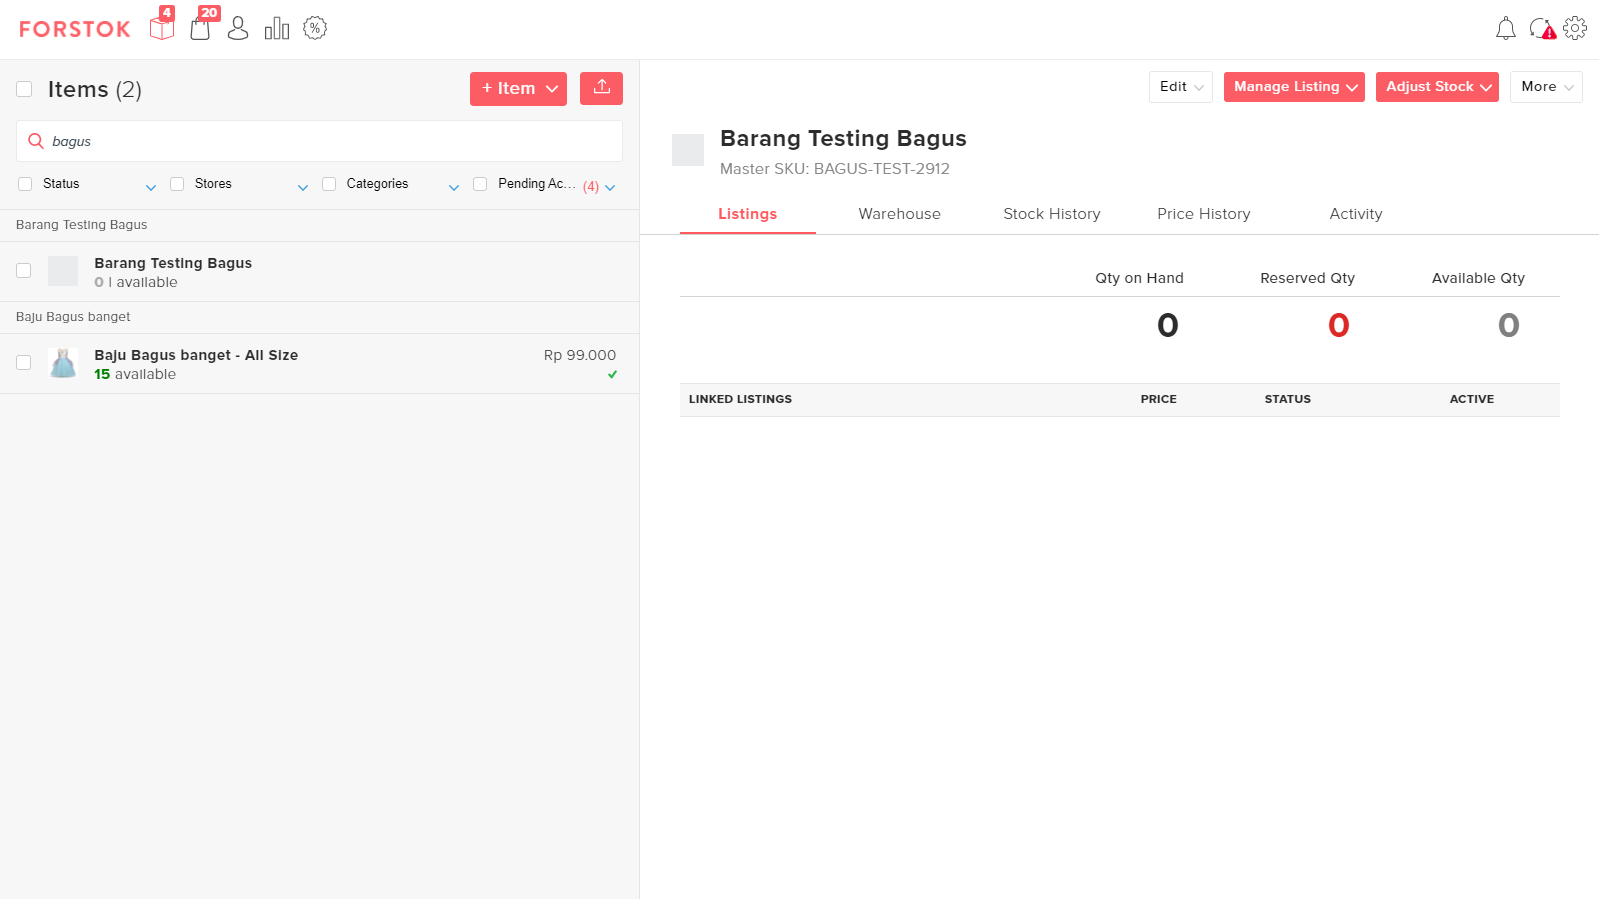 FORSTOK
4
20
Items (2)
+ Item
bagus
Status
Stores
Categories
Pending Ac... (4)
Barang Testing Bagus
Barang Testing Bagus
0 | available
Baju Bagus banget
Baju Bagus banget - All Size
Rp 99.000
15 available
Edit
Manage Listing
Adjust Stock
More
Barang Testing Bagus
Master SKU: BAGUS-TEST-2912
Listings
Warehouse
Stock History
Price History
Activity
Qty on Hand
Reserved Qty
Available Qty
0
0
0
LINKED LISTINGS
PRICE
STATUS
ACTIVE